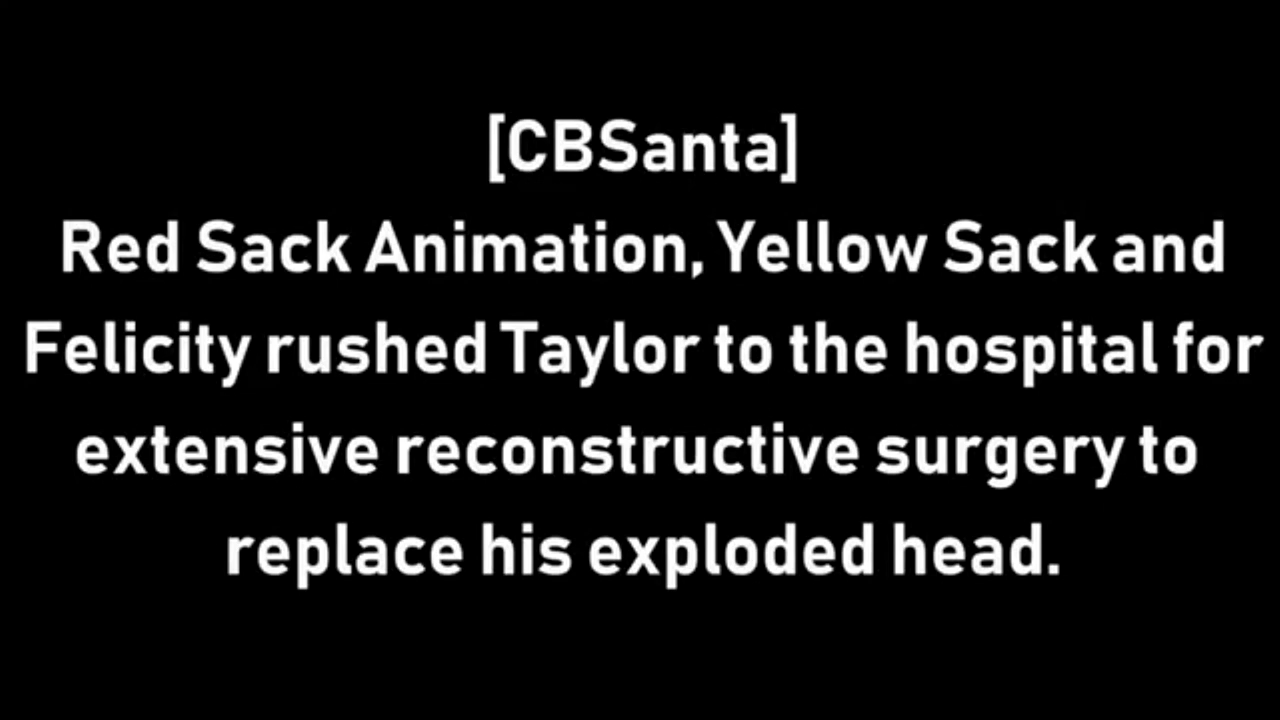 [CBSanta]
Red Sack Animation, Yellow Sack and
Felicity rushed Taylor to the hospital for
extensive reconstructive surgery to
replace his exploded head.